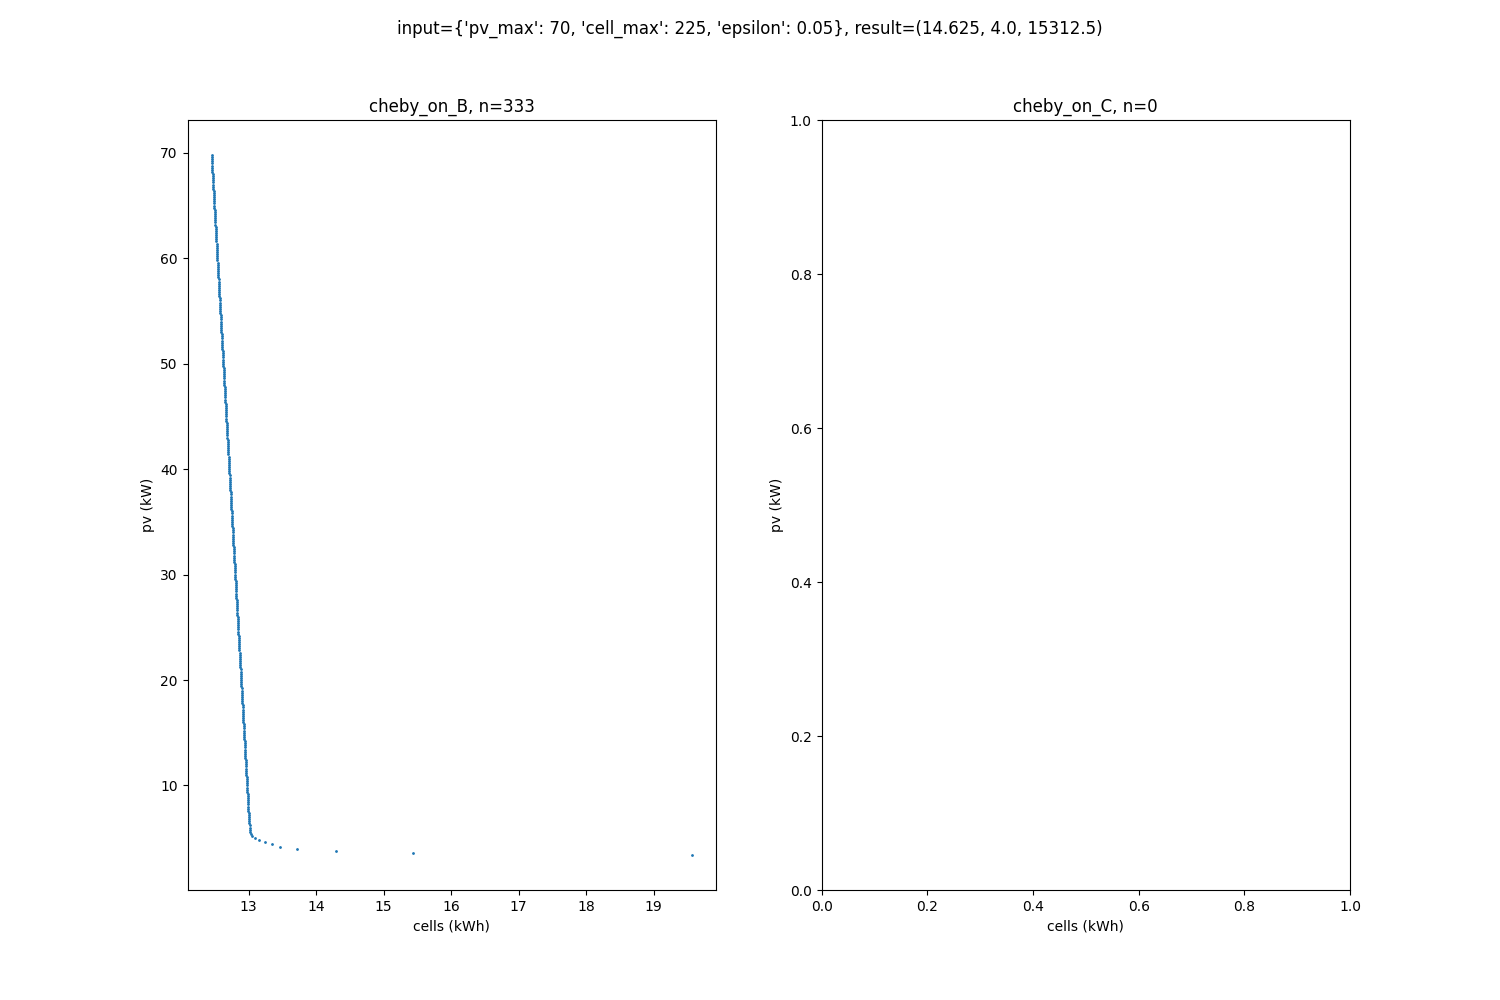 input={'pv_max': 70, 'cell_max': 225, 'epsilon': 0.05}, result=(14.625, 4.0, 15312.5)
cheby_on_B, n=333
70
60
50
40
30
20
10
pv (kW)
13 14 15 16 17 18 19
cells (kWh)
cheby_on_C, n=0
1.0
0.8
0.6
0.4
0.2
0.0
pv (kW)
0.0 0.2 0.4 0.6 0.8 1.0
cells (kWh)